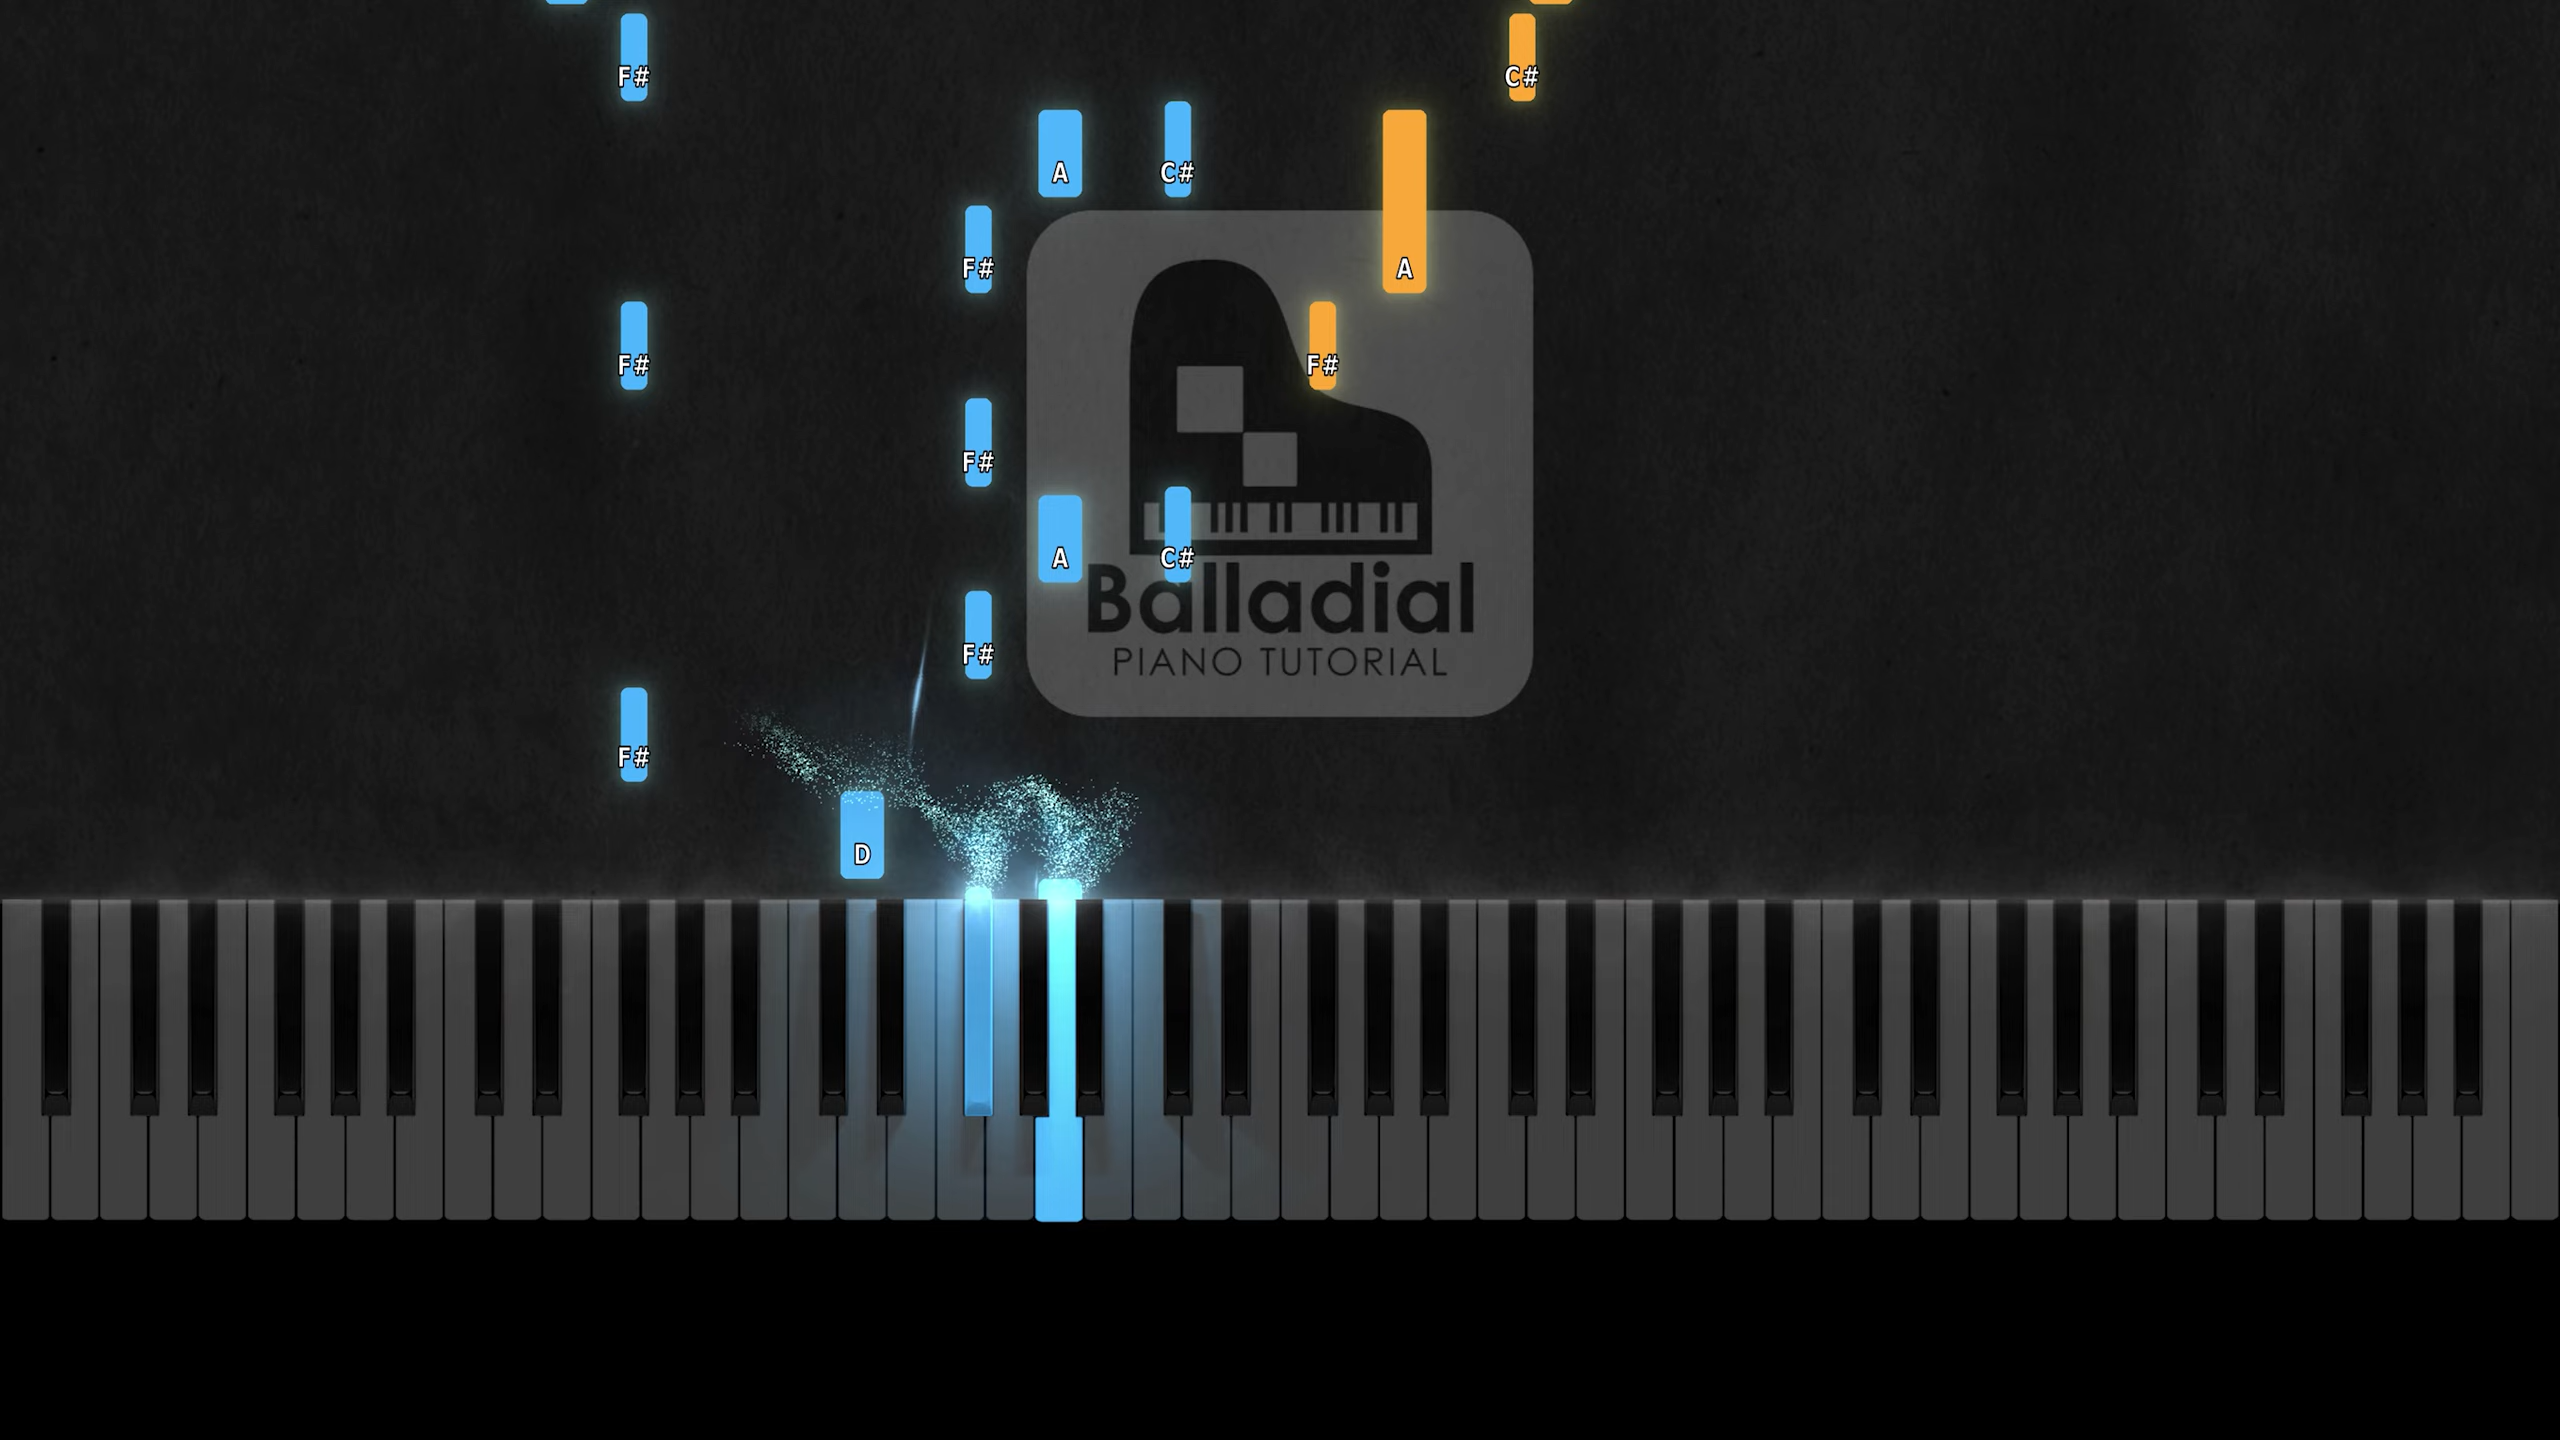 F#
C#
A C#
F# A
F# F#
F#
A C#
Balladial
F# PIANO TUTORIAL
F#
D